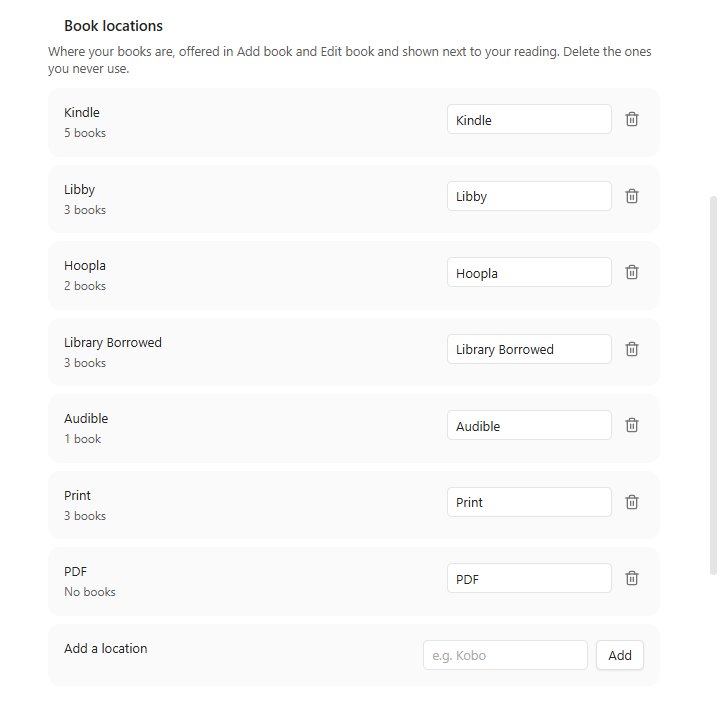 Book locations
Where your books are, offered in Add book and Edit book and shown next to your reading. Delete the ones
you never use.
Kindle
Kindle
5 books
Libby
Libby
3 books
Hoopla
Hoopla
2 books
Library Borrowed
Library Borrowed
3 books
Audible
Audible
1 book
Print
Print
3 books
PDF
PDF
No books
Add a location
e.g. Kobo
Add